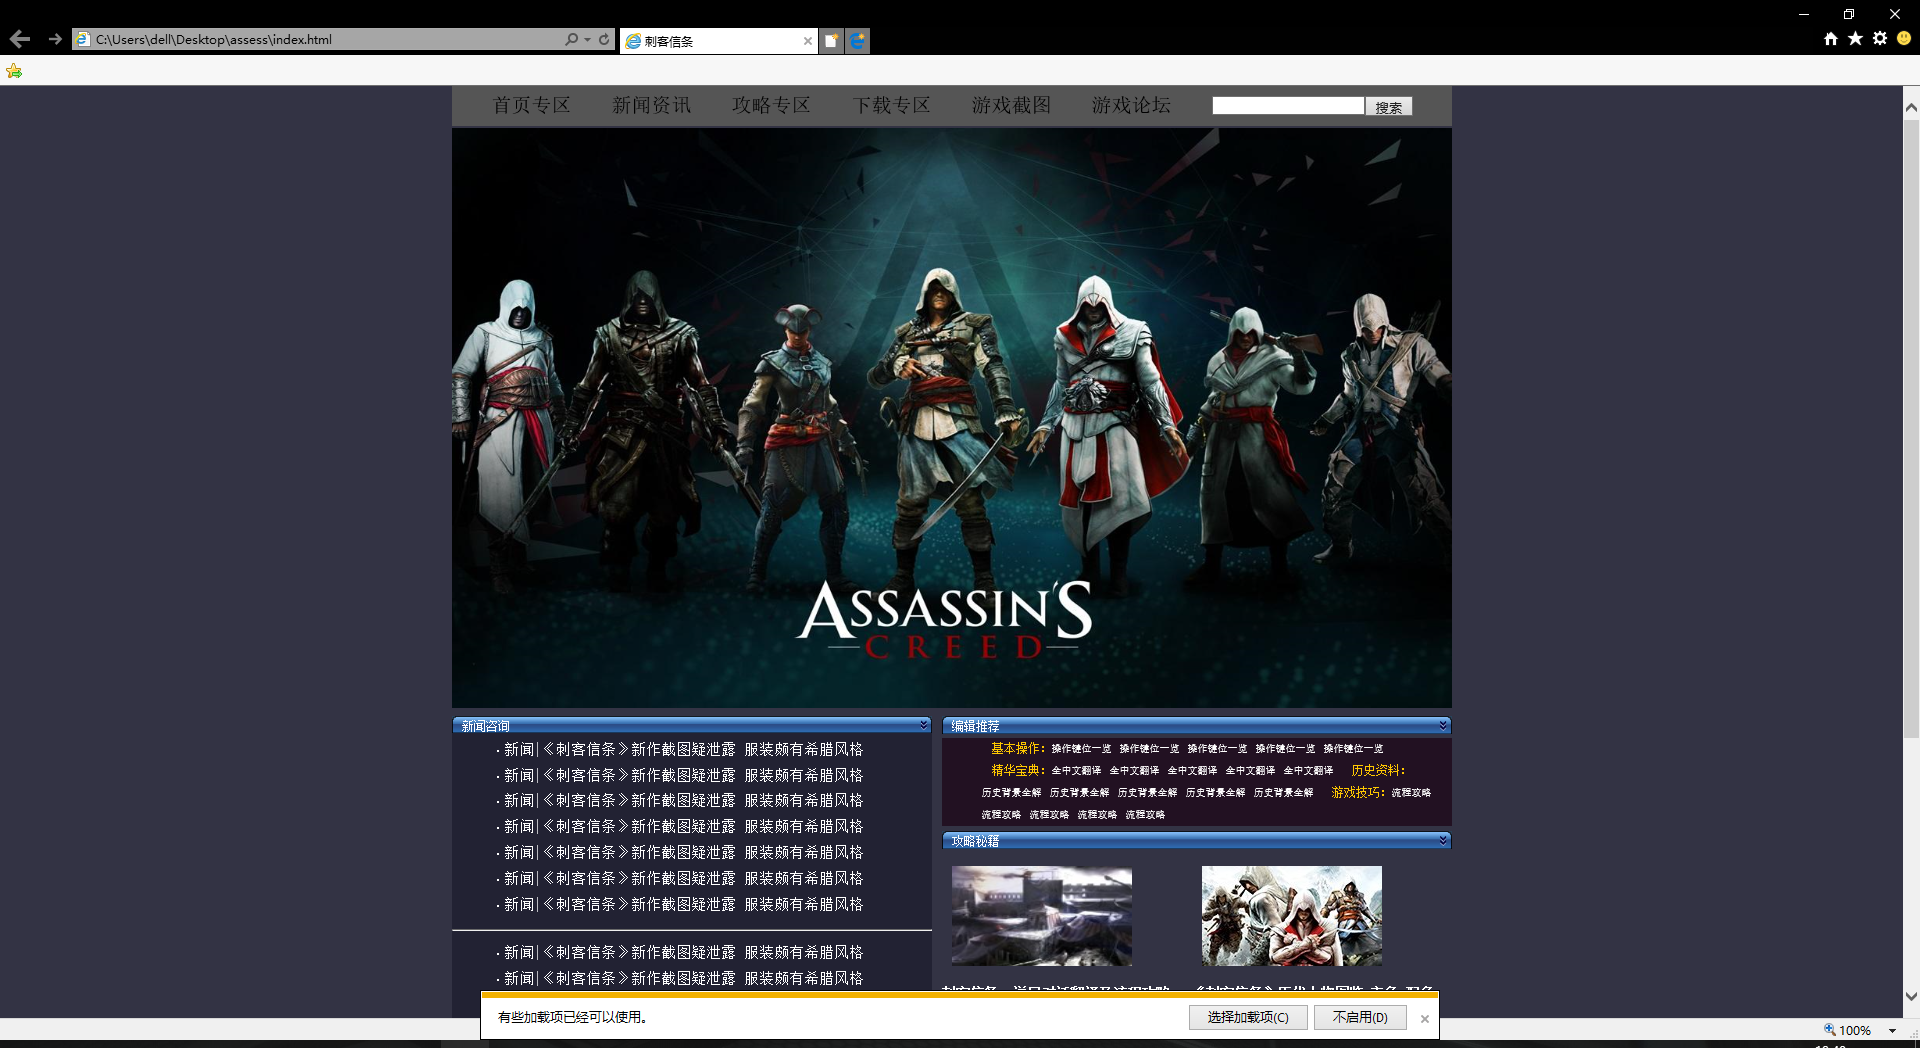 C:\Users\dell\Desktop\assess\index.html
刺客信条
首页专区 新闻资讯 攻略专区 下载专区 游戏截图 游戏论坛 搜索
ASSASSIN'S
CREED
新闻咨询
· 新闻|《刺客信条》新作截图疑泄露 服装颇有希腊风格
· 新闻|《刺客信条》新作截图疑泄露 服装颇有希腊风格
· 新闻|《刺客信条》新作截图疑泄露 服装颇有希腊风格
· 新闻|《刺客信条》新作截图疑泄露 服装颇有希腊风格
· 新闻|《刺客信条》新作截图疑泄露 服装颇有希腊风格
· 新闻|《刺客信条》新作截图疑泄露 服装颇有希腊风格
· 新闻|《刺客信条》新作截图疑泄露 服装颇有希腊风格
· 新闻|《刺客信条》新作截图疑泄露 服装颇有希腊风格
· 新闻|《刺客信条》新作截图疑泄露 服装颇有希腊风格
编辑推荐
基本操作: 操作键位一览 操作键位一览 操作键位一览 操作键位一览 操作键位一览
精华宝典: 全中文翻译 全中文翻译 全中文翻译 全中文翻译 全中文翻译 历史资料:
历史背景全解 历史背景全解 历史背景全解 历史背景全解 历史背景全解 游戏技巧: 流程攻略
流程攻略 流程攻略 流程攻略 流程攻略
攻略秘籍
有些加载项已经可以使用。
选择加载项(C) 不启用(D)
100%